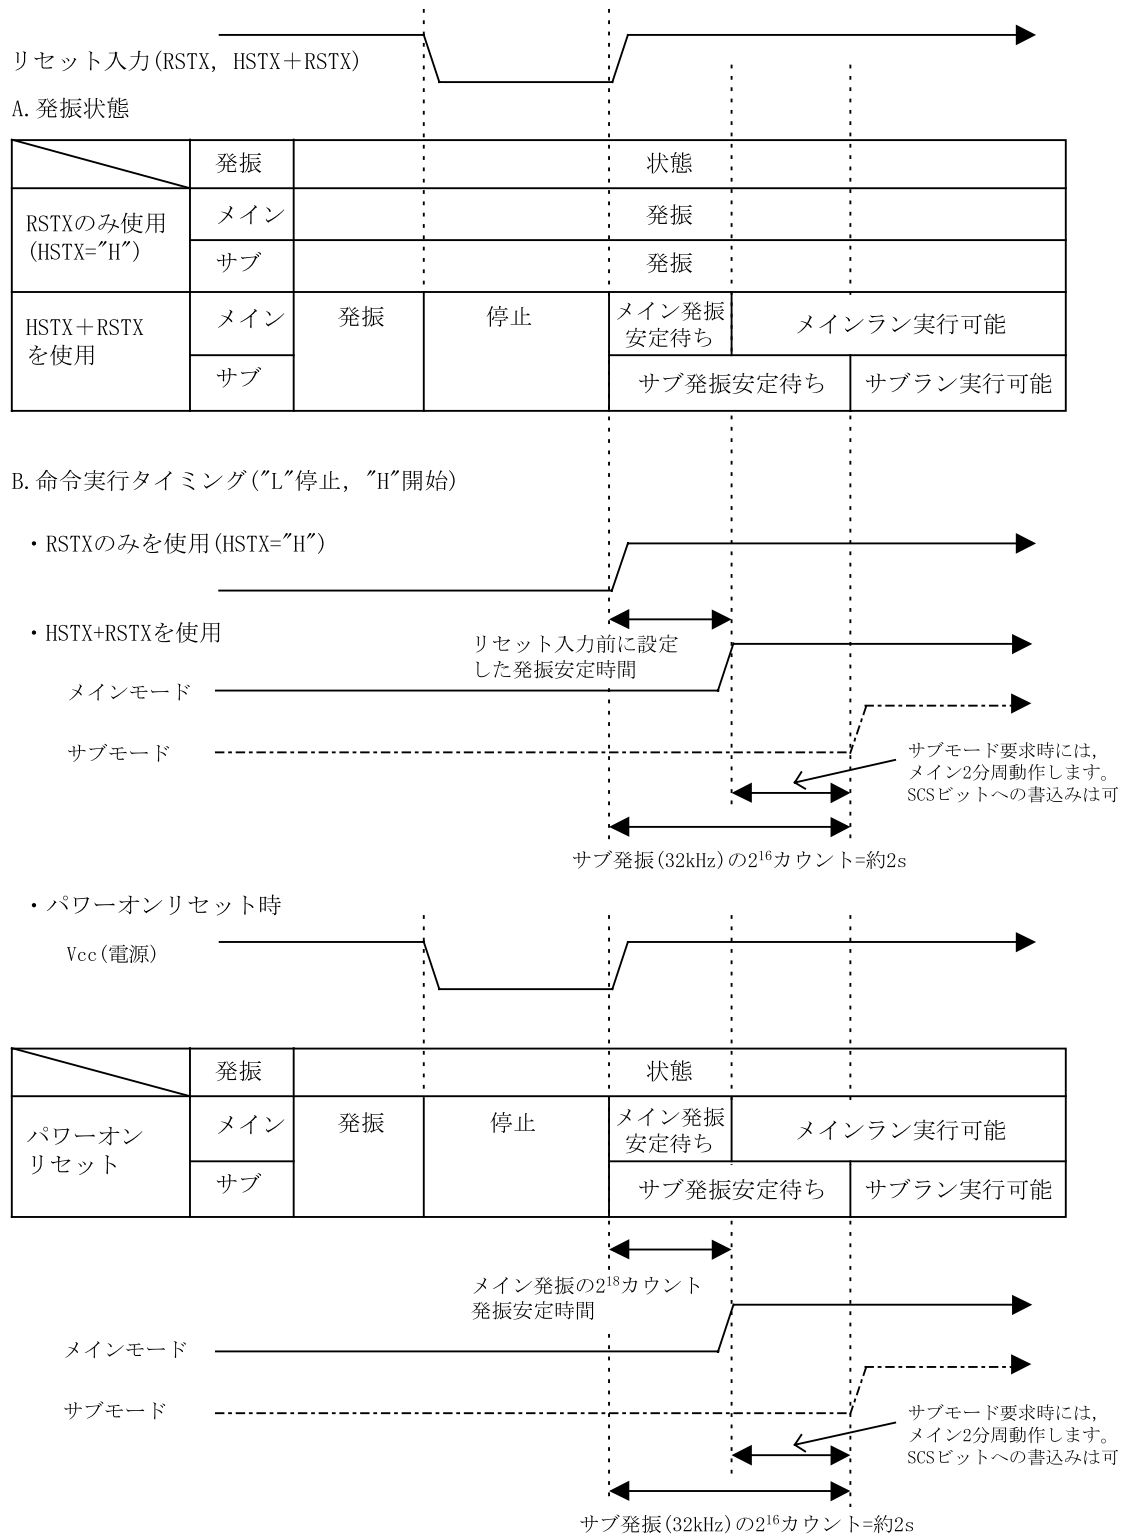 リセット入力(RSTX, HSTX＋RSTX)
A.発振状態
発振
状態
RSTXのみ使用
(HSTX="H")
メイン
発振
サブ
発振
HSTX＋RSTX
を使用
メイン
発振
停止
メイン発振
安定待ち
メインラン実行可能
サブ
サブ発振安定待ち
サブラン実行可能
B.命令実行タイミング("L"停止, "H"開始)
・RSTXのみを使用(HSTX="H")
・HSTX+RSTXを使用
リセット入力前に設定
した発振安定時間
メインモード
サブモード
サブモード要求時には,
メイン2分周動作します。
SCSビットへの書込みは可
サブ発振(32kHz)の2¹⁶カウント=約2s
・パワーオンリセット時
Vcc(電源)
発振
状態
パワーオン
リセット
メイン
発振
停止
メイン発振
安定待ち
メインラン実行可能
サブ
サブ発振安定待ち
サブラン実行可能
メイン発振の2¹⁸カウント
発振安定時間
メインモード
サブモード
サブモード要求時には,
メイン2分周動作します。
SCSビットへの書込みは可
サブ発振(32kHz)の2¹⁶カウント=約2s